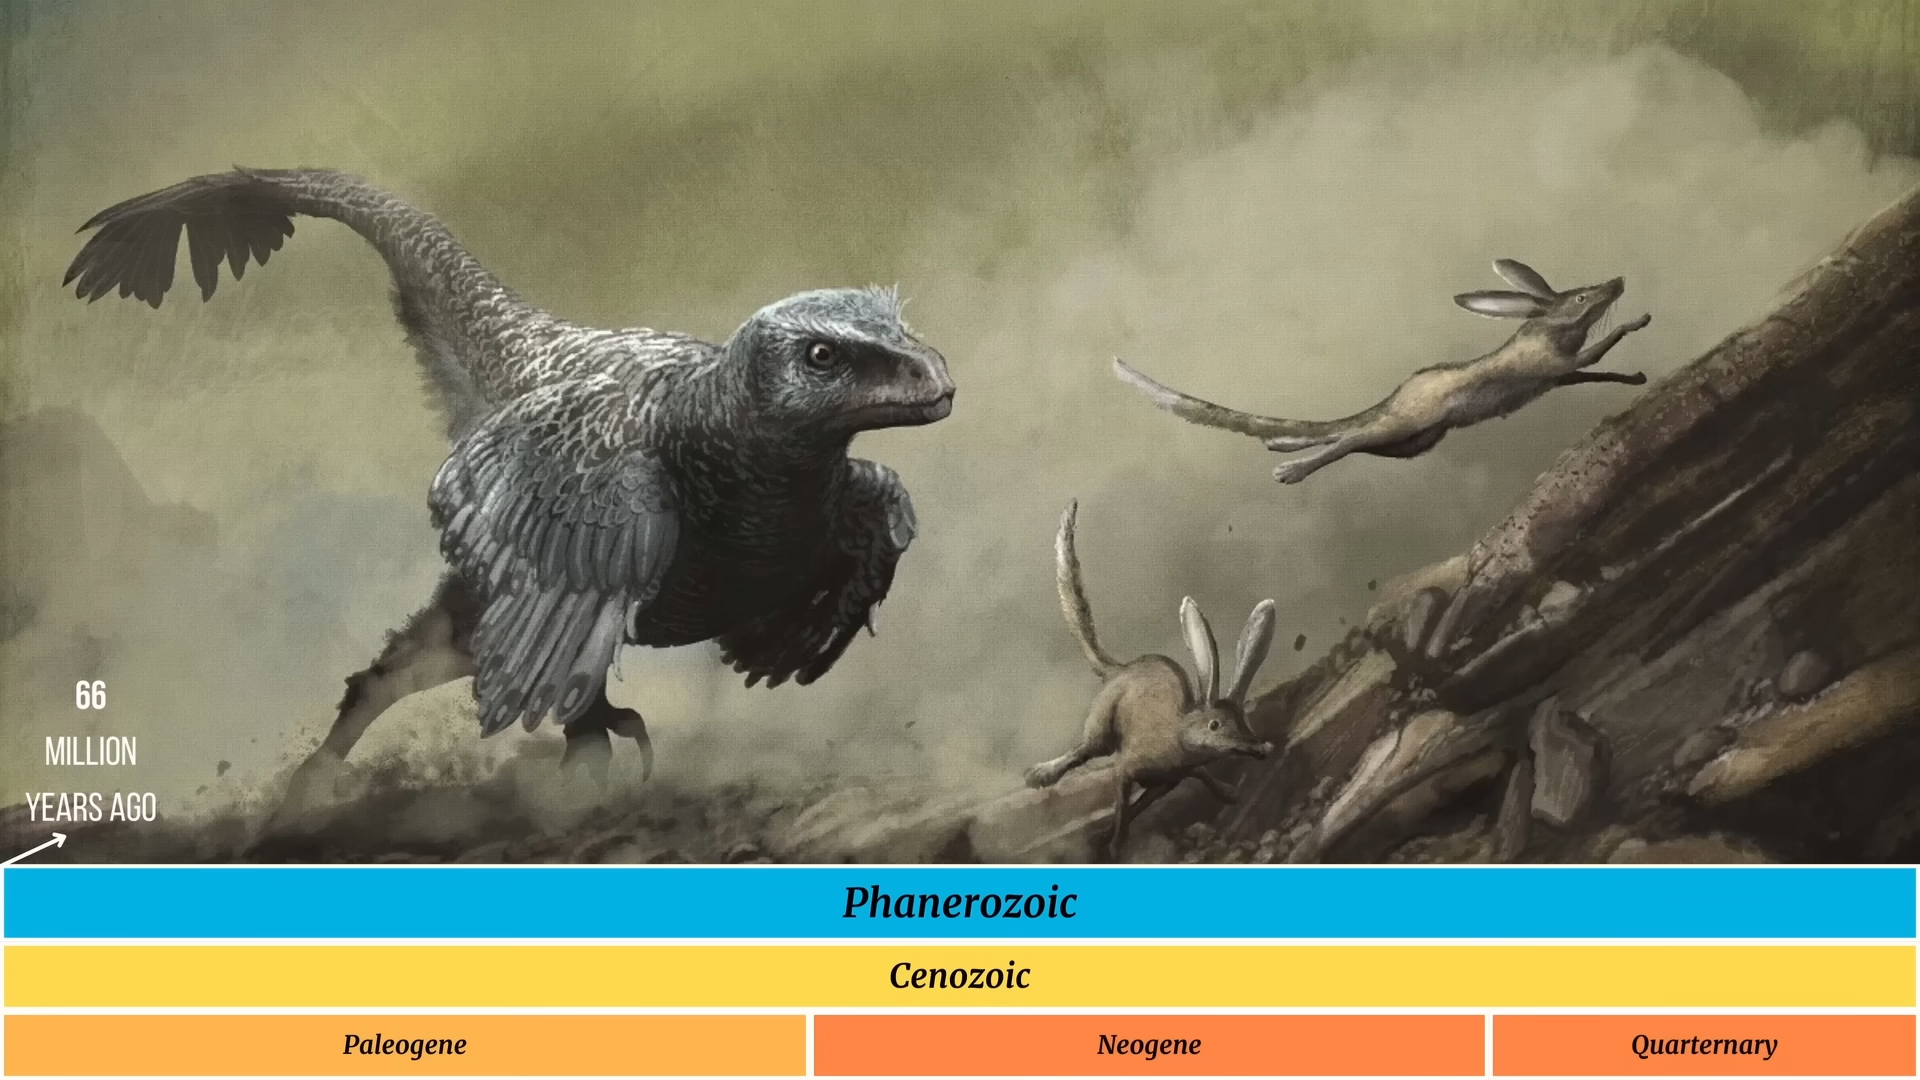 66
MILLION
YEARS AGO
Phanerozoic
Cenozoic
Paleogene
Neogene
Quarternary